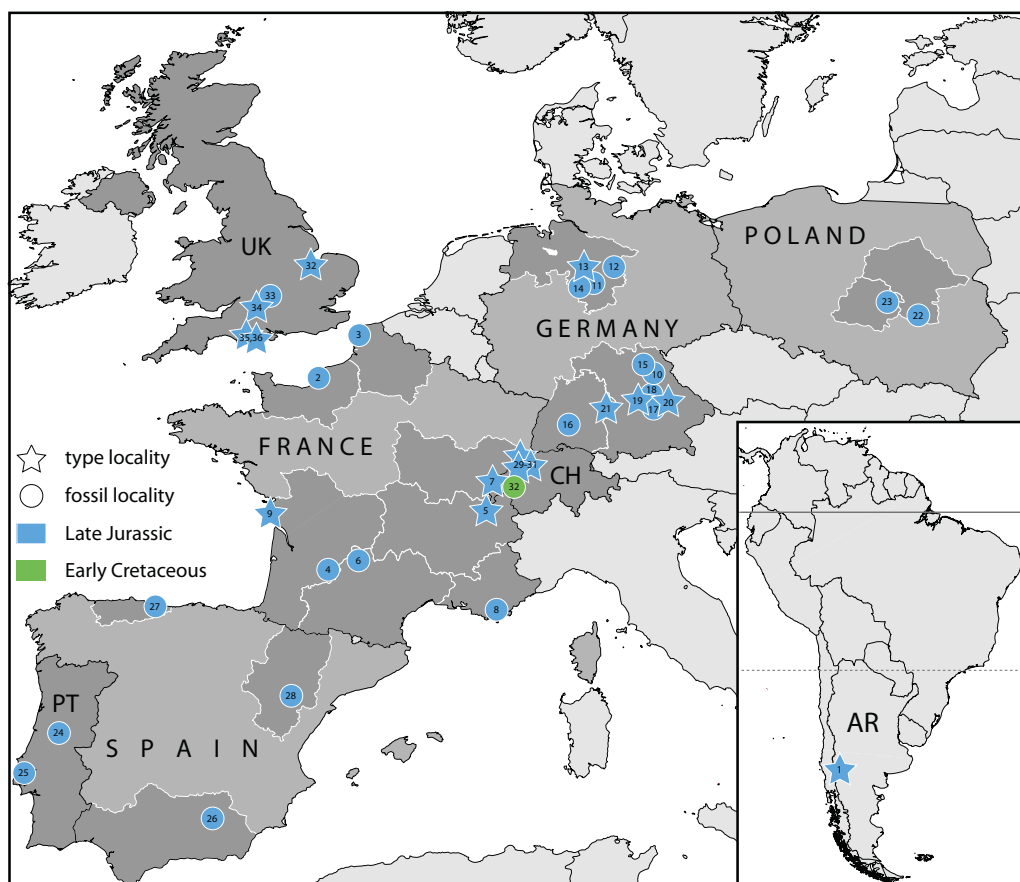 UK
POLAND
GERMANY
FRANCE
CH
PT
SPAIN
AR
type locality
fossil locality
Late Jurassic
Early Cretaceous
32
33
34
35,36
3
2
13
12
14
11
23
22
15
10
18
19
20
17
21
16
29-31
7
32
5
9
6
4
8
27
28
24
25
26
1